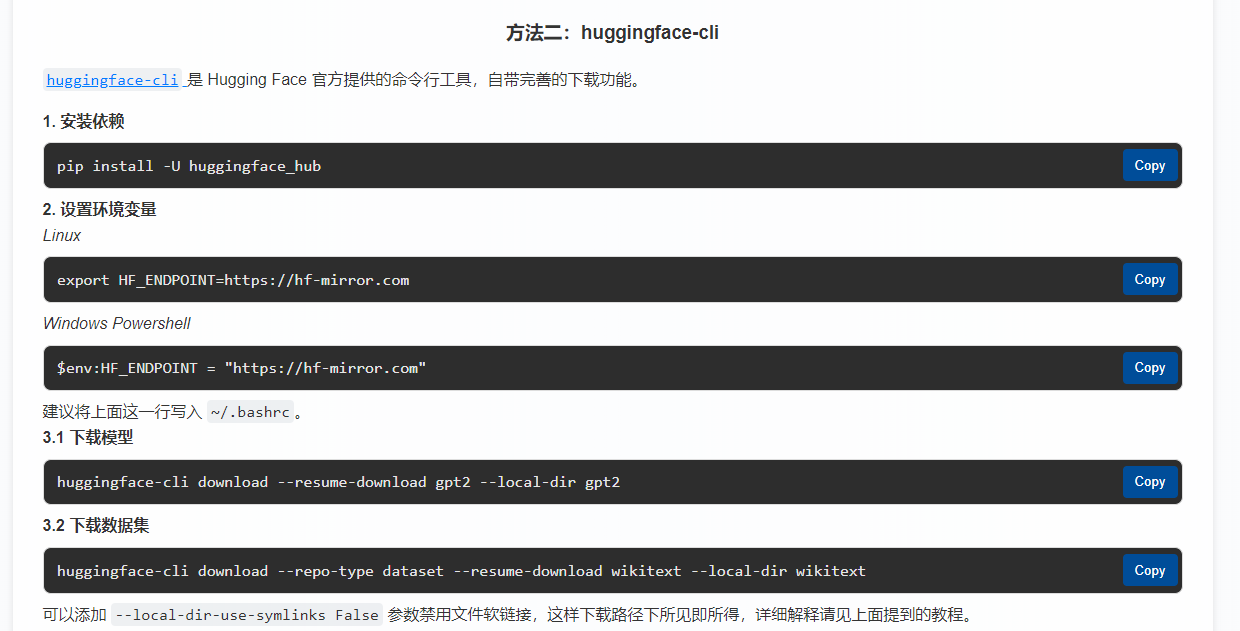 方法二：huggingface-cli
huggingface-cli 是 Hugging Face 官方提供的命令行工具，自带完善的下载功能。
1. 安装依赖
pip install -U huggingface_hub
Copy
2. 设置环境变量
Linux
export HF_ENDPOINT=https://hf-mirror.com
Copy
Windows Powershell
$env:HF_ENDPOINT = "https://hf-mirror.com"
Copy
建议将上面这一行写入 ~/.bashrc 。
3.1 下载模型
huggingface-cli download --resume-download gpt2 --local-dir gpt2
Copy
3.2 下载数据集
huggingface-cli download --repo-type dataset --resume-download wikitext --local-dir wikitext
Copy
可以添加 --local-dir-use-symlinks False 参数禁用文件软链接，这样下载路径下所见即所得，详细解释请见上面提到的教程。